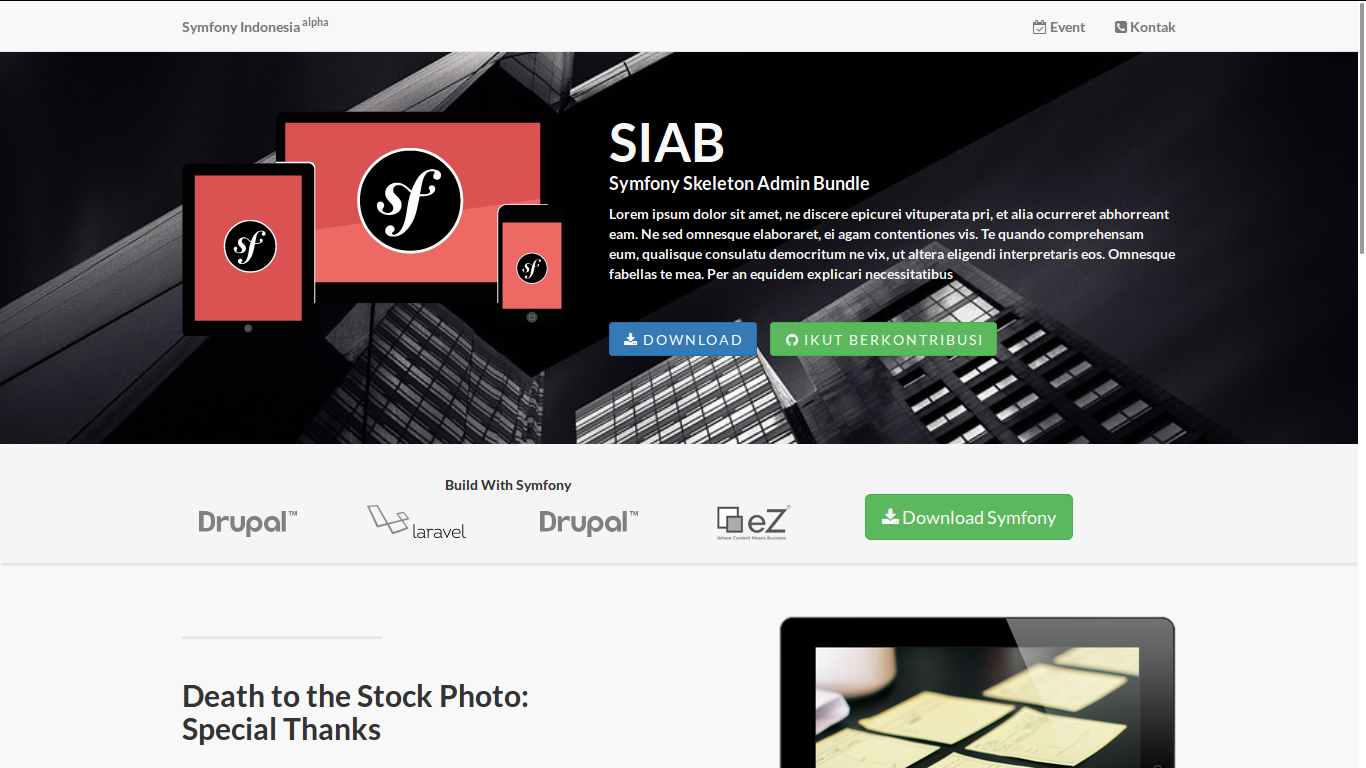 Symfony Indonesia alpha
Event
Kontak
SIAB
Symfony Skeleton Admin Bundle
Lorem ipsum dolor sit amet, ne discere epicurei vituperata pri, et alia ocurreret abhorreant
eam. Ne sed omnesque elaboraret, ei agam contentiones vis. Te quando comprehensam
eum, qualisque consulatu democritum ne vix, ut altera eligendi interpretaris eos. Omnesque
fabellas te mea. Per an equidem explicari necessitatibus
DOWNLOAD
IKUT BERKONTRIBUSI
sf
sf
sf
Build With Symfony
Drupal™
laravel
Drupal™
eZ®
Where Content Means Business
Download Symfony
Death to the Stock Photo:
Special Thanks